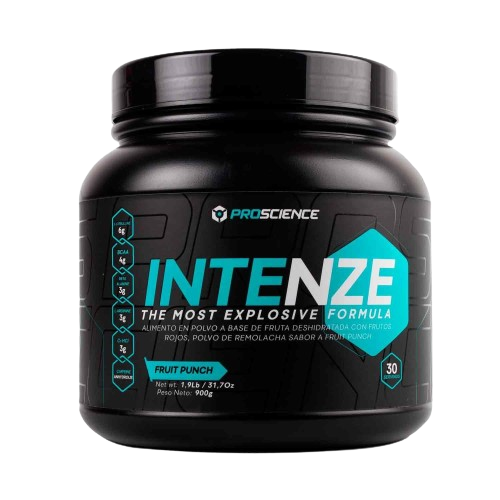 PROSCIENCE
INTENZE
THE MOST EXPLOSIVE FORMULA
ALIMENTO EN POLVO A BASE DE FRUTA DESHIDRATADA CON FRUTOS
ROJOS, POLVO DE REMOLACHA SABOR A FRUIT PUNCH
6g
BCAA
4g
3g
3g
3g
FRUIT PUNCH
Net wt: 1,9Lb / 31,7Oz
Peso Neto: 900g
30